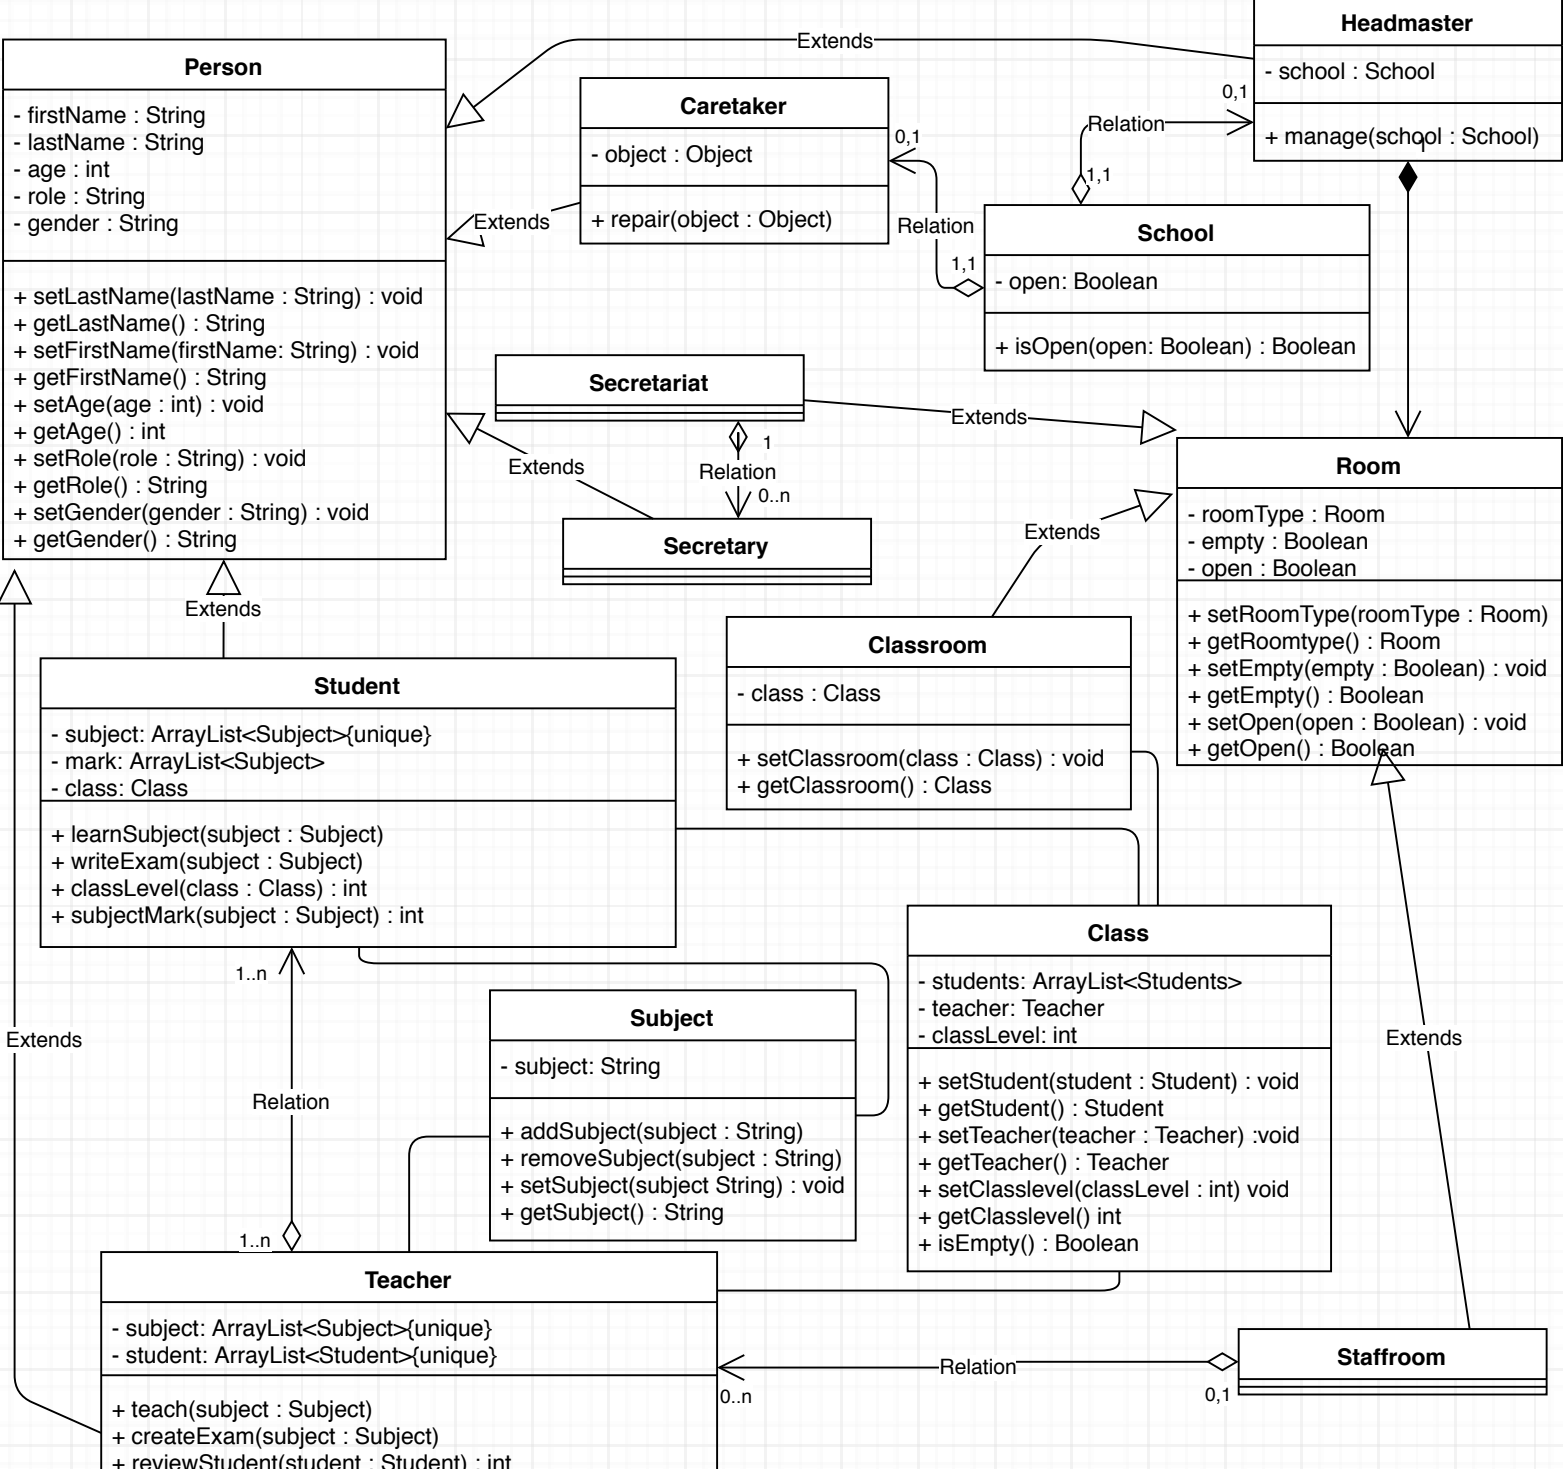 Headmaster
- school : School
+ manage(school : School)
Extends
Person
- firstName : String
- lastName : String
- age : int
- role : String
- gender : String
+ setLastName(lastName : String) : void
+ getLastName() : String
+ setFirstName(firstName: String) : void
+ getFirstName() : String
+ setAge(age : int) : void
+ getAge() : int
+ setRole(role : String) : void
+ getRole() : String
+ setGender(gender : String) : void
+ getGender() : String
Caretaker
- object : Object
+ repair(object : Object)
Extends
0,1
Relation
1,1
0,1
Relation
1,1
School
- open: Boolean
+ isOpen(open: Boolean) : Boolean
Secretariat
Extends
1
Relation
0..n
Extends
Secretary
Room
- roomType : Room
- empty : Boolean
- open : Boolean
+ setRoomType(roomType : Room)
+ getRoomtype() : Room
+ setEmpty(empty : Boolean) : void
+ getEmpty() : Boolean
+ setOpen(open : Boolean) : void
+ getOpen() : Boolean
Extends
Classroom
- class : Class
+ setClassroom(class : Class) : void
+ getClassroom() : Class
Extends
Student
- subject: ArrayList<Subject>{unique}
- mark: ArrayList<Subject>
- class: Class
+ learnSubject(subject : Subject)
+ writeExam(subject : Subject)
+ classLevel(class : Class) : int
+ subjectMark(subject : Subject) : int
1..n
Relation
1..n
Extends
Subject
- subject: String
+ addSubject(subject : String)
+ removeSubject(subject : String)
+ setSubject(subject String) : void
+ getSubject() : String
Class
- students: ArrayList<Students>
- teacher: Teacher
- classLevel: int
+ setStudent(student : Student) : void
+ getStudent() : Student
+ setTeacher(teacher : Teacher) :void
+ getTeacher() : Teacher
+ setClasslevel(classLevel : int) void
+ getClasslevel() int
+ isEmpty() : Boolean
Extends
Teacher
- subject: ArrayList<Subject>{unique}
- student: ArrayList<Student>{unique}
+ teach(subject : Subject)
+ createExam(subject : Subject)
+ reviewStudent(student : Student) : int
0..n
Relation
0,1
Staffroom